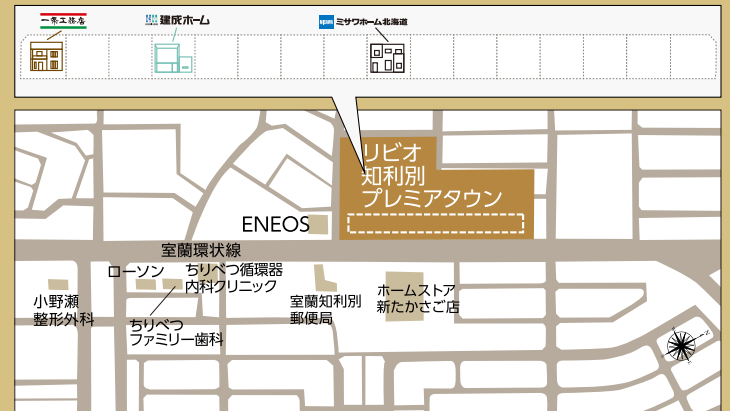 一条工務店
建成ホーム
MISAWA ミサワホーム北海道
リビオ
知利別
プレミアタウン
ENEOS
室蘭環状線
ローソン
ちりべつ循環器
内科クリニック
小野瀬
整形外科
ちりべつ
ファミリー歯科
室蘭知利別
郵便局
ホームストア
新たかさご店
N